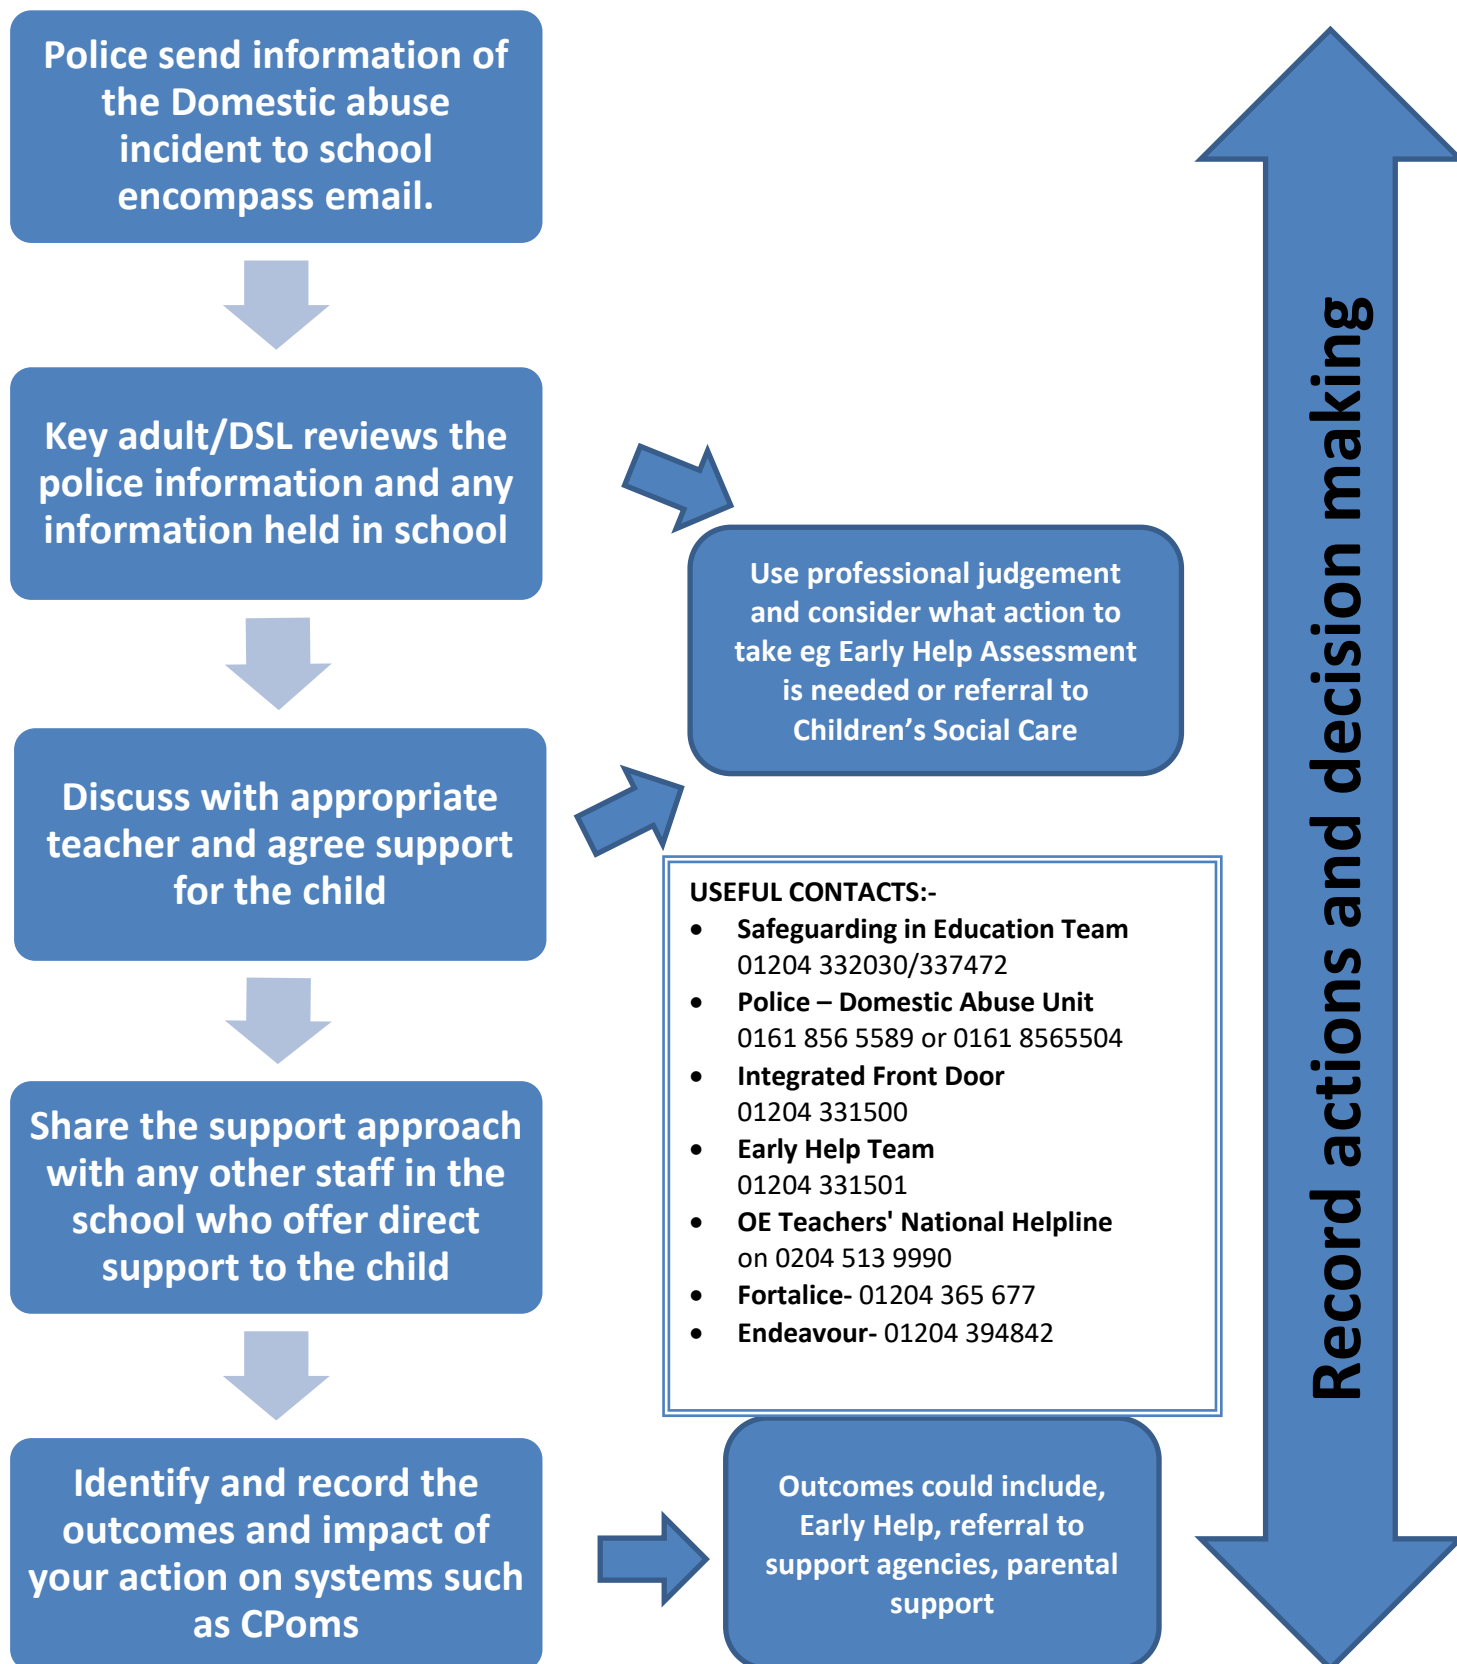 Police send information of
the Domestic abuse
incident to school
encompass email.
Key adult/DSL reviews the
police information and any
information held in school
Use professional judgement
and consider what action to
take eg Early Help Assessment
is needed or referral to
Children’s Social Care
Discuss with appropriate
teacher and agree support
for the child
USEFUL CONTACTS:-
• Safeguarding in Education Team
01204 332030/337472
• Police – Domestic Abuse Unit
0161 856 5589 or 0161 8565504
• Integrated Front Door
01204 331500
• Early Help Team
01204 331501
• OE Teachers' National Helpline
on 0204 513 9990
• Fortalice- 01204 365 677
• Endeavour- 01204 394842
Share the support approach
with any other staff in the
school who offer direct
support to the child
Identify and record the
outcomes and impact of
your action on systems such
as CPoms
Outcomes could include,
Early Help, referral to
support agencies, parental
support
Record actions and decision making